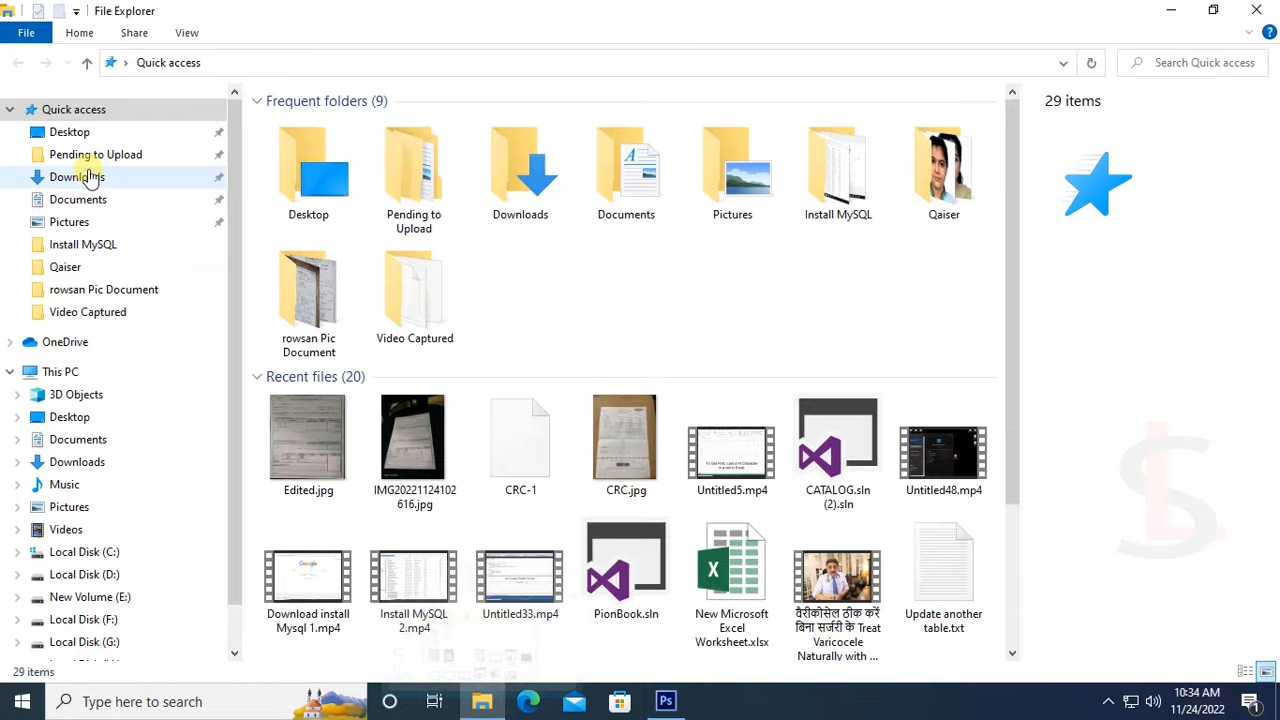 File Explorer
File Home Share View
Quick access
Search Quick access
Quick access
Desktop
Pending to Upload
Downloads
Documents
Pictures
Install MySQL
Qaiser
rowsan Pic Document
Video Captured
OneDrive
This PC
3D Objects
Desktop
Documents
Downloads
Music
Pictures
Videos
Local Disk (C:)
Local Disk (D:)
New Volume (E:)
Local Disk (F:)
Local Disk (G:)
Frequent folders (9)
Desktop
Pending to
Upload
Downloads
Documents
Pictures
Install MySQL
Qaiser
rowsan Pic
Document
Video Captured
Recent files (20)
Edited.jpg
IMG20221124102
616.jpg
CRC-1
CRC.jpg
Untitled5.mp4
CATALOG.sln
(2).sln
Untitled48.mp4
Download install
Mysql 1.mp4
Install MySQL
2.mp4
Untitled33.mp4
PionBook.sln
New Microsoft
Excel
Worksheet.xlsx
वैरीकोसेल ठीक करें
बिना सर्जरी के Treat
Varicocele
Naturally with ...
Update another
table.txt
29 items
29 items
Type here to search
Ps
10:34 AM
11/24/2022